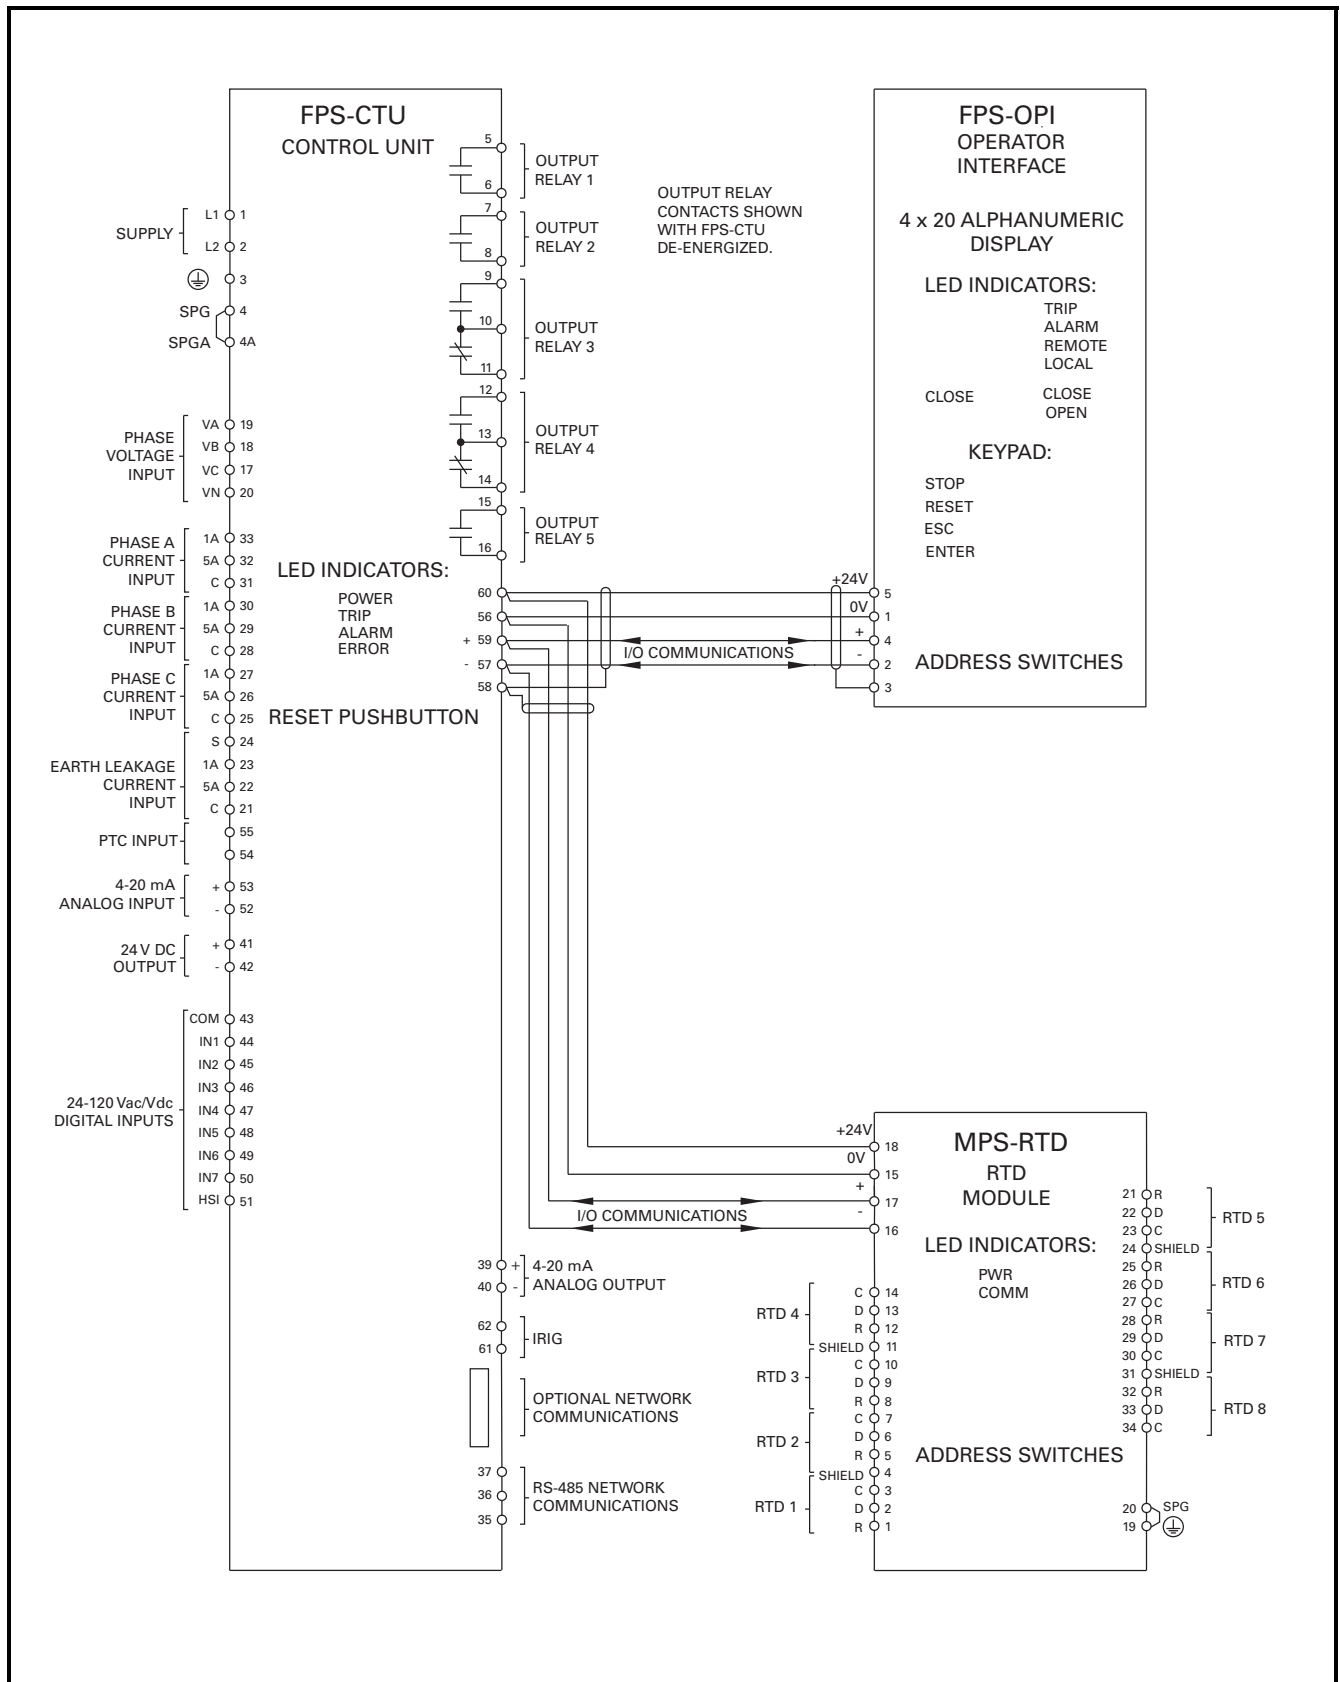 FPS-CTU
CONTROL UNIT
SUPPLY
L1 1
L2 2
3
SPG 4
SPGA 4A
PHASE
VOLTAGE
INPUT
VA 19
VB 18
VC 17
VN 20
PHASE A
CURRENT
INPUT
1A 33
5A 32
C 31
PHASE B
CURRENT
INPUT
1A 30
5A 29
C 28
PHASE C
CURRENT
INPUT
1A 27
5A 26
C 25
EARTH LEAKAGE
CURRENT
INPUT
S 24
1A 23
5A 22
C 21
PTC INPUT
55
54
4-20 mA
ANALOG INPUT
+ 53
- 52
24 V DC
OUTPUT
+ 41
- 42
24-120 Vac/Vdc
DIGITAL INPUTS
COM 43
IN1 44
IN2 45
IN3 46
IN4 47
IN5 48
IN6 49
IN7 50
HSI 51
LED INDICATORS:
POWER
TRIP
ALARM
ERROR
RESET PUSHBUTTON
5
6
OUTPUT
RELAY 1
7
8
OUTPUT
RELAY 2
9
10
11
OUTPUT
RELAY 3
12
13
14
OUTPUT
RELAY 4
15
16
OUTPUT
RELAY 5
OUTPUT RELAY
CONTACTS SHOWN
WITH FPS-CTU
DE-ENERGIZED.
60
56
+ 59
- 57
58
I/O COMMUNICATIONS
39 +
40 -
4-20 mA
ANALOG OUTPUT
62
61
IRIG
OPTIONAL NETWORK
COMMUNICATIONS
37
36
35
RS-485 NETWORK
COMMUNICATIONS
FPS-OPI
OPERATOR
INTERFACE
4 x 20 ALPHANUMERIC
DISPLAY
LED INDICATORS:
TRIP
ALARM
REMOTE
LOCAL
CLOSE CLOSE
OPEN
KEYPAD:
STOP
RESET
ESC
ENTER
+24V 5
0V 1
+ 4
- 2
3
ADDRESS SWITCHES
MPS-RTD
RTD
MODULE
+24V 18
0V 15
+ 17
- 16
I/O COMMUNICATIONS
LED INDICATORS:
PWR
COMM
RTD 4
C 14
D 13
R 12
SHIELD 11
RTD 3
C 10
D 9
R 8
RTD 2
C 7
D 6
R 5
SHIELD 4
RTD 1
C 3
D 2
R 1
ADDRESS SWITCHES
21 R
22 D
23 C
RTD 5
24 SHIELD
25 R
26 D
27 C
RTD 6
28 R
29 D
30 C
RTD 7
31 SHIELD
32 R
33 D
34 C
RTD 8
20 SPG
19